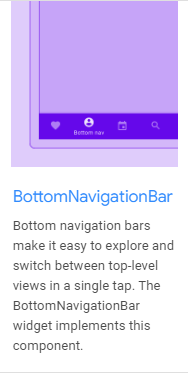 Bottom nav
BottomNavigationBar
Bottom navigation bars
make it easy to explore and
switch between top-level
views in a single tap. The
BottomNavigationBar
widget implements this
component.